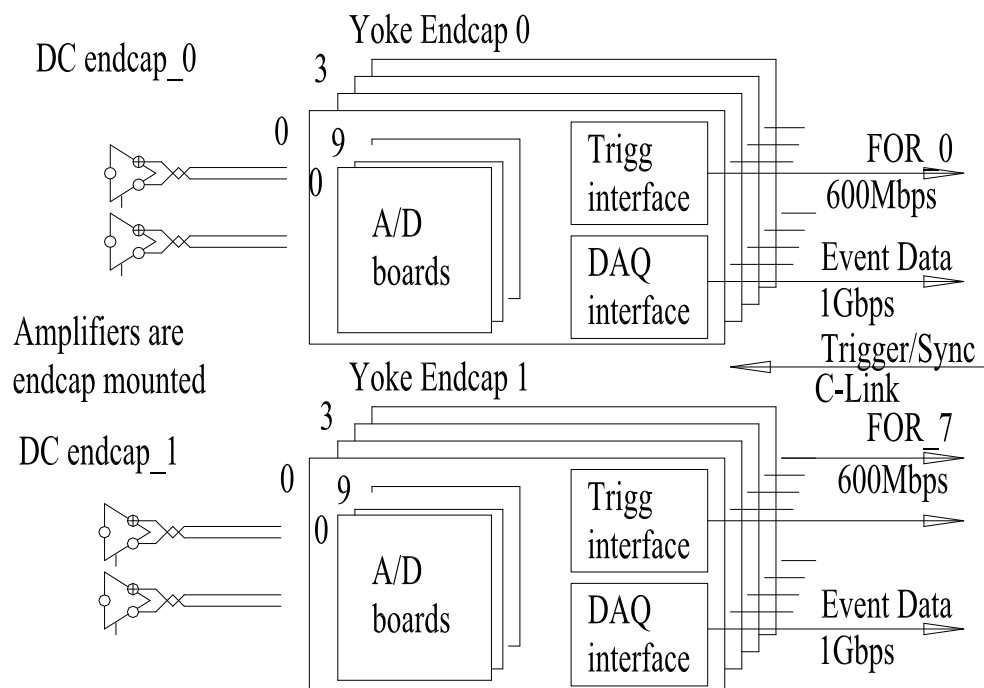 Yoke Endcap 0
DC endcap_0
3
0
9
0
A/D
boards
Trigg
interface
DAQ
interface
FOR_0
600Mbps
Event Data
1Gbps
Amplifiers are
endcap mounted
Trigger/Sync
C-Link
Yoke Endcap 1
DC endcap_1
3
0
9
0
A/D
boards
Trigg
interface
DAQ
interface
FOR_7
600Mbps
Event Data
1Gbps